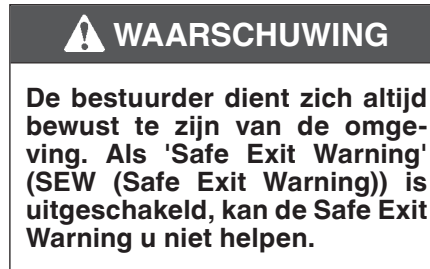 WAARSCHUWING
De bestuurder dient zich altijd
bewust te zijn van de omge-
ving. Als 'Safe Exit Warning'
(SEW (Safe Exit Warning)) is
uitgeschakeld, kan de Safe Exit
Warning u niet helpen.